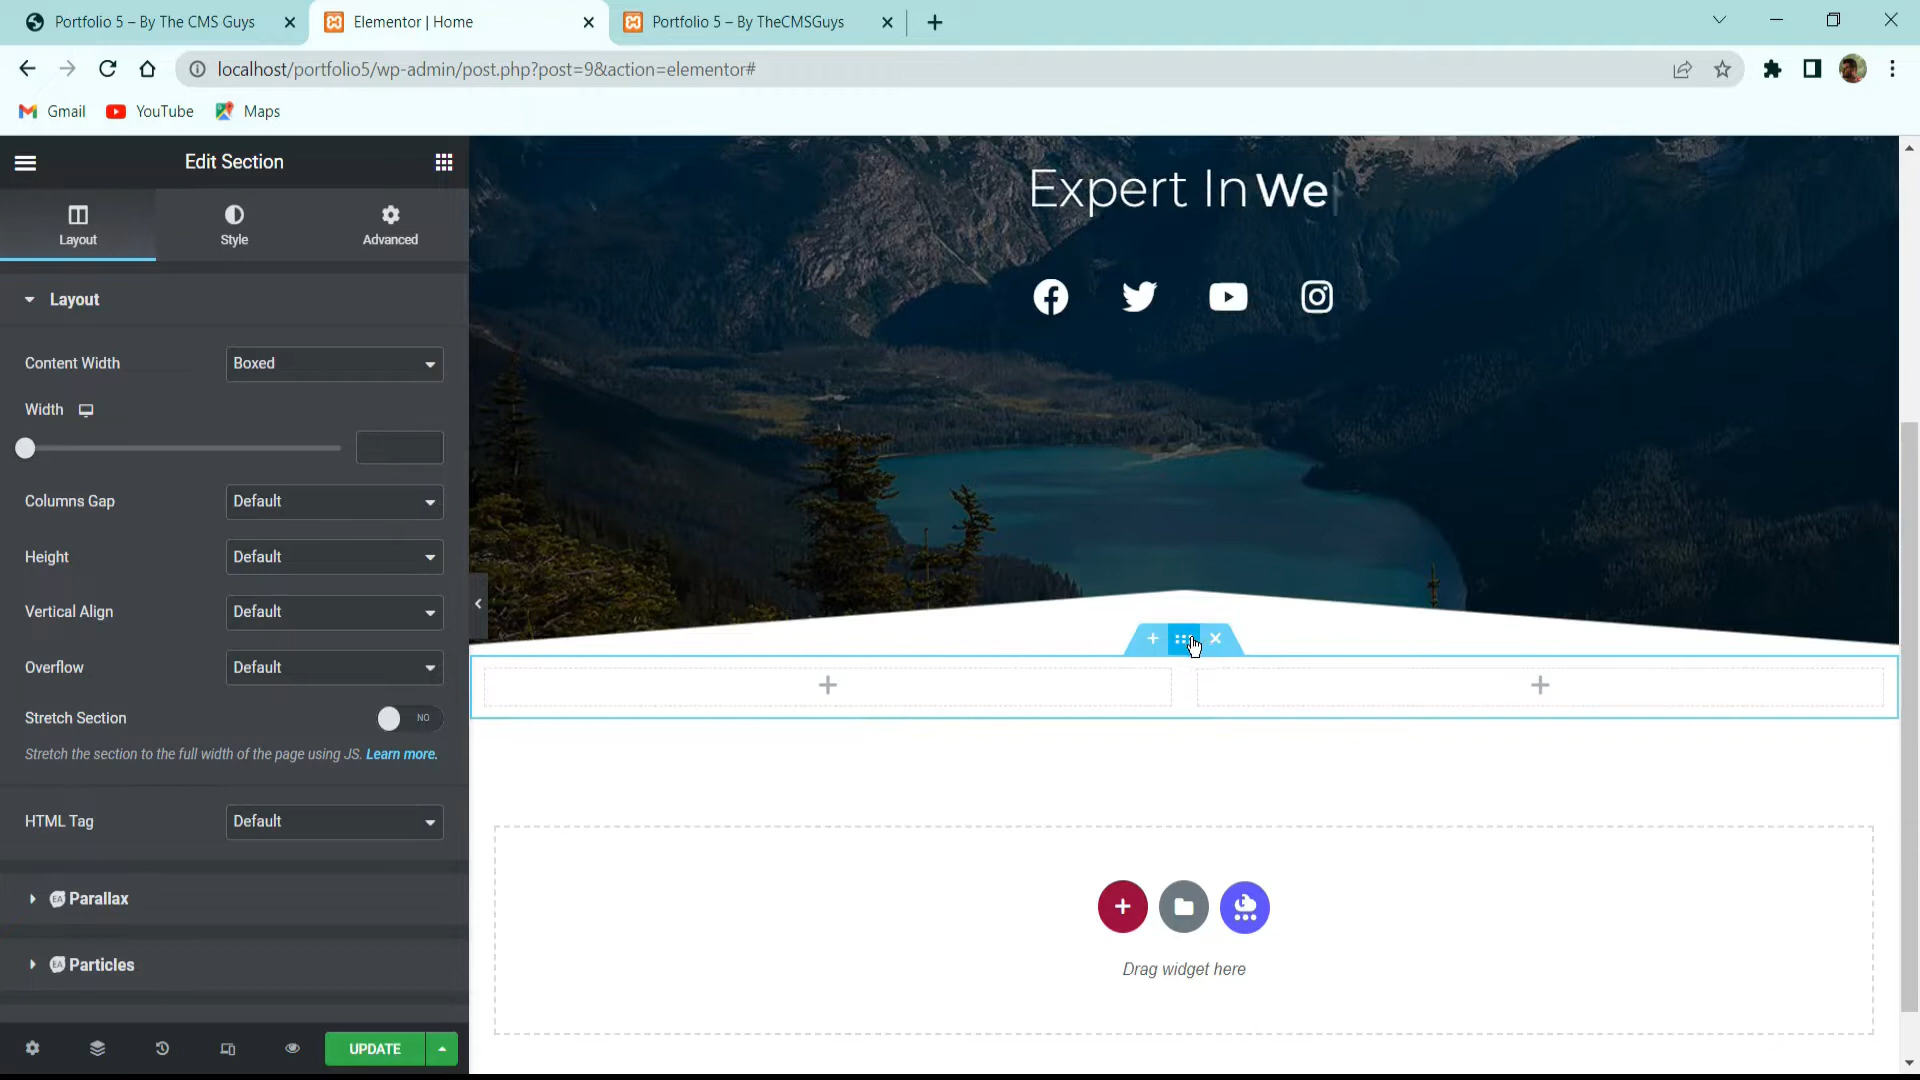 Portfolio 5 – By The CMS Guys
Elementor | Home
Portfolio 5 – By TheCMSGuys
localhost/portfolio5/wp-admin/post.php?post=9&action=elementor#
Gmail
YouTube
Maps
Edit Section
Layout
Style
Advanced
Layout
Content Width
Boxed
Width
Columns Gap
Default
Height
Default
Vertical Align
Default
Overflow
Default
Stretch Section
NO
Stretch the section to the full width of the page using JS. Learn more.
HTML Tag
Default
EA Parallax
EA Particles
UPDATE
Expert In We
Drag widget here